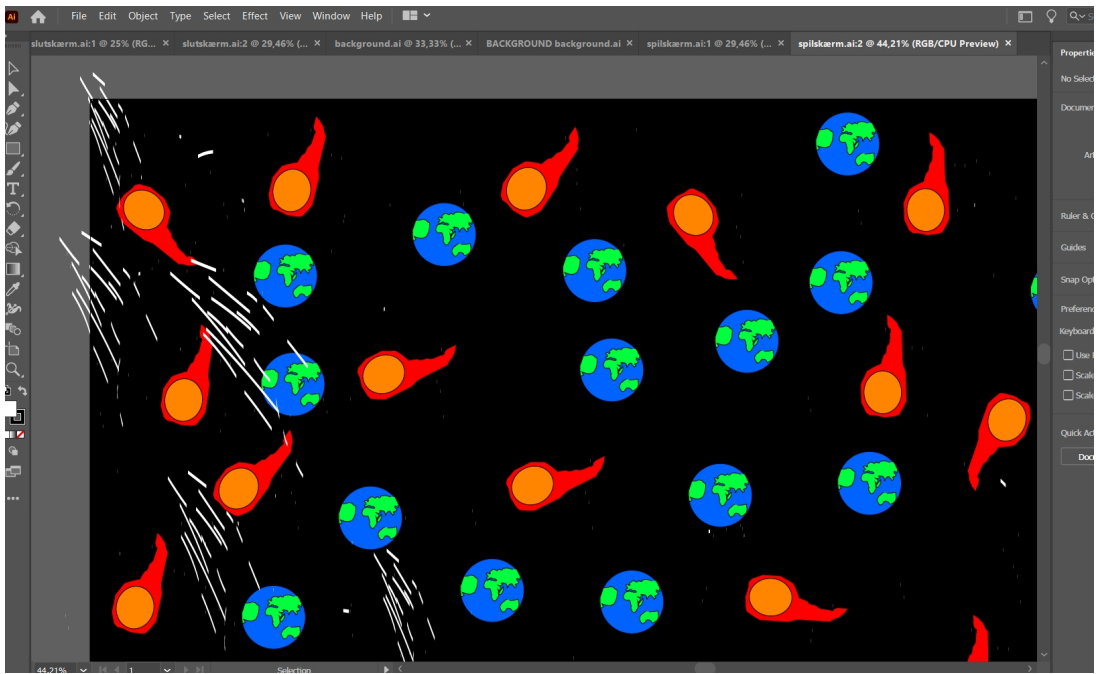 Ai File Edit Object Type Select Effect View Window Help
slutskærm.ai:1 @ 25% (RG... × slutskærm.ai:2 @ 29,46% (... × background.ai @ 33,33% (... × BACKGROUND background.ai × spilskærm.ai:1 @ 29,46% (... × spilskærm.ai:2 @ 44,21% (RGB/CPU Preview) ×
Propertie
No Select
Documen
Art
Ruler & G
Guides
Snap Opt
Preferenc
Keyboard
Use
Scale
Scale
Quick Act
Docu
44,21% 1 Selection